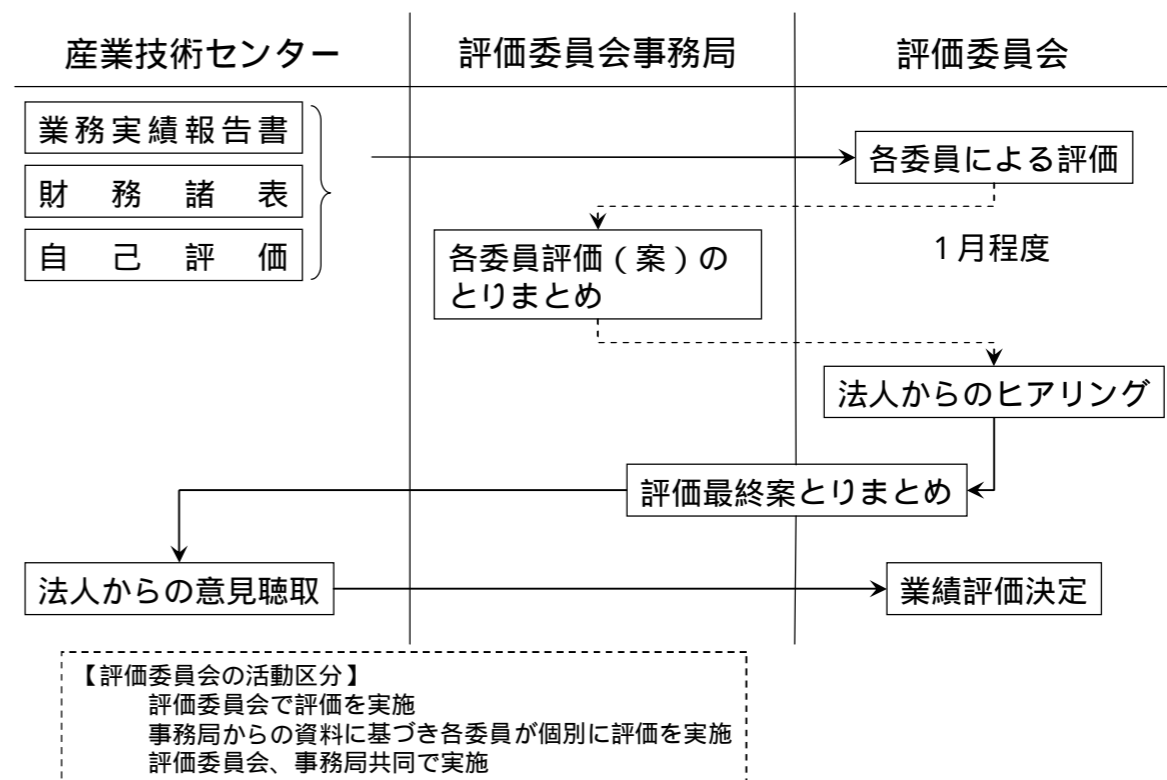 産業技術センター
評価委員会事務局
評価委員会
業務実績報告書
財務諸表
自己評価
各委員による評価
1月程度
各委員評価(案)の
とりまとめ
法人からのヒアリング
評価最終案とりまとめ
法人からの意見聴取
業績評価決定
【評価委員会の活動区分】
評価委員会で評価を実施
事務局からの資料に基づき各委員が個別に評価を実施
評価委員会、事務局共同で実施